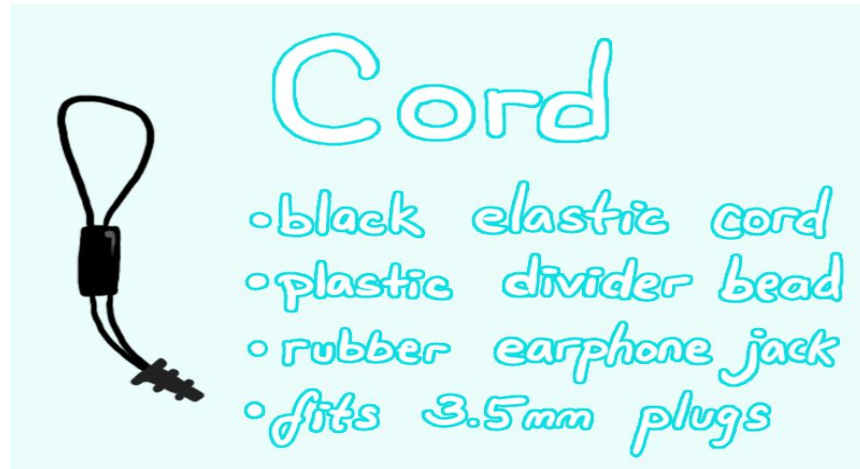 Cord
•black elastic cord
•plastic divider bead
•rubber earphone jack
•fits 3.5mm plugs